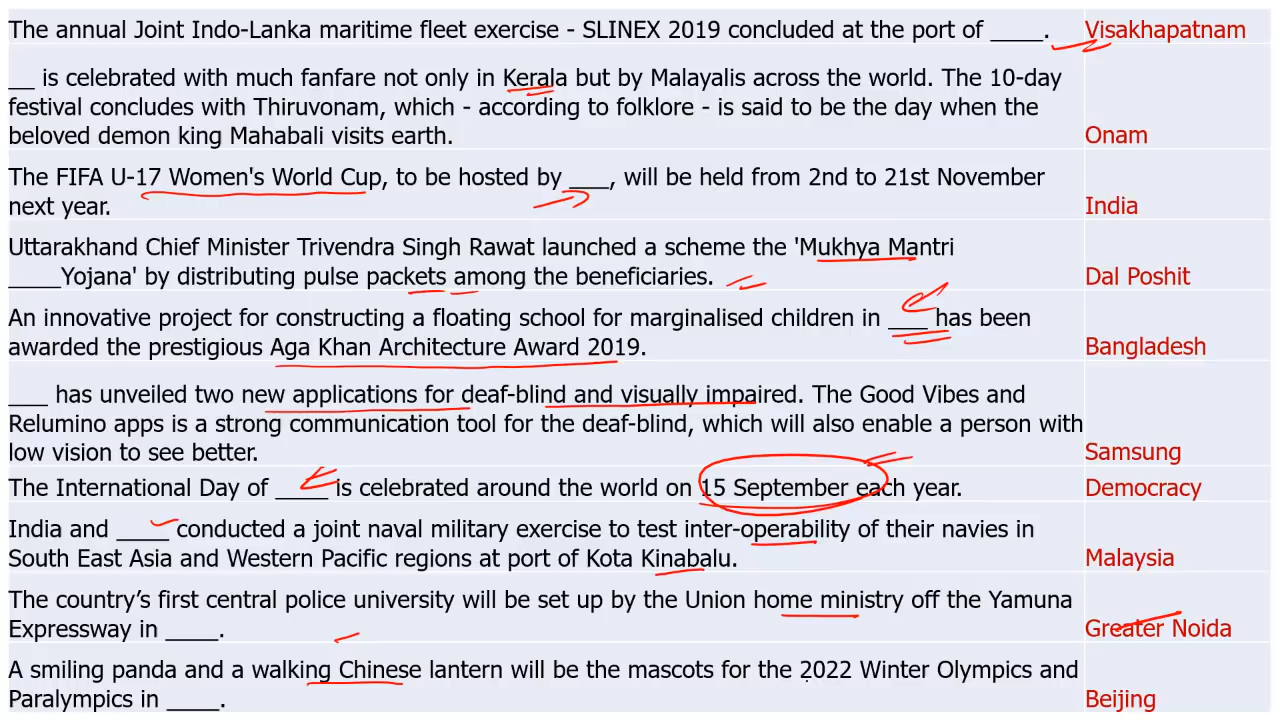 The annual Joint Indo-Lanka maritime fleet exercise - SLINEX 2019 concluded at the port of ____. Visakhapatnam
__ is celebrated with much fanfare not only in Kerala but by Malayalis across the world. The 10-day
festival concludes with Thiruvonam, which - according to folklore - is said to be the day when the
beloved demon king Mahabali visits earth. Onam
The FIFA U-17 Women's World Cup, to be hosted by ___, will be held from 2nd to 21st November
next year. India
Uttarakhand Chief Minister Trivendra Singh Rawat launched a scheme the 'Mukhya Mantri
____Yojana' by distributing pulse packets among the beneficiaries. Dal Poshit
An innovative project for constructing a floating school for marginalised children in ___ has been
awarded the prestigious Aga Khan Architecture Award 2019. Bangladesh
___ has unveiled two new applications for deaf-blind and visually impaired. The Good Vibes and
Relumino apps is a strong communication tool for the deaf-blind, which will also enable a person with
low vision to see better. Samsung
The International Day of ____ is celebrated around the world on 15 September each year. Democracy
India and ____ conducted a joint naval military exercise to test inter-operability of their navies in
South East Asia and Western Pacific regions at port of Kota Kinabalu. Malaysia
The country’s first central police university will be set up by the Union home ministry off the Yamuna
Expressway in ____. Greater Noida
A smiling panda and a walking Chinese lantern will be the mascots for the 2022 Winter Olympics and
Paralympics in ____. Beijing